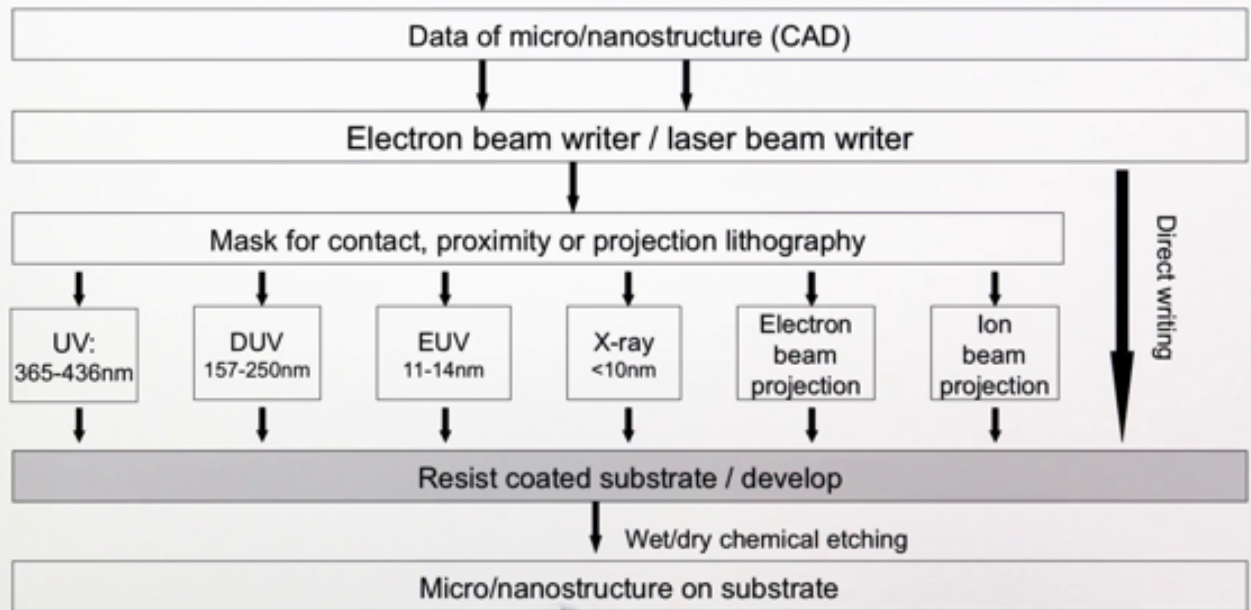 Data of micro/nanostructure (CAD)
Electron beam writer / laser beam writer
Mask for contact, proximity or projection lithography
Direct writing
UV:
365-436nm
DUV
157-250nm
EUV
11-14nm
X-ray
<10nm
Electron
beam
projection
Ion
beam
projection
Resist coated substrate / develop
Wet/dry chemical etching
Micro/nanostructure on substrate